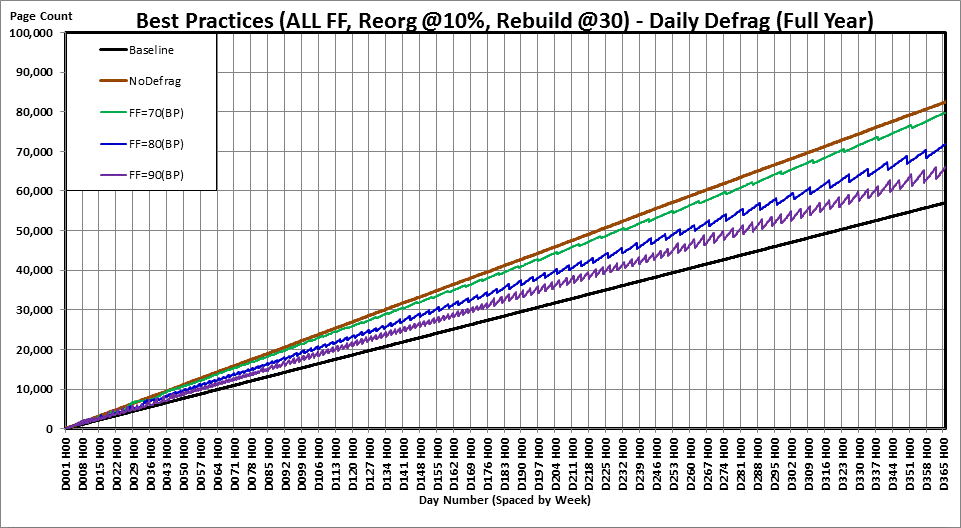 Page Count
Best Practices (ALL FF, Reorg @10%, Rebuild @30) - Daily Defrag (Full Year)
100,000
90,000
80,000
70,000
60,000
50,000
40,000
30,000
20,000
10,000
0
Baseline
NoDefrag
FF=70(BP)
FF=80(BP)
FF=90(BP)
D001 H00
D008 H00
D015 H00
D022 H00
D029 H00
D036 H00
D043 H00
D050 H00
D057 H00
D064 H00
D071 H00
D078 H00
D085 H00
D092 H00
D099 H00
D106 H00
D113 H00
D120 H00
D127 H00
D134 H00
D141 H00
D148 H00
D155 H00
D162 H00
D169 H00
D176 H00
D183 H00
D190 H00
D197 H00
D204 H00
D211 H00
D218 H00
D225 H00
D232 H00
D239 H00
D246 H00
D253 H00
D260 H00
D267 H00
D274 H00
D281 H00
D288 H00
D295 H00
D302 H00
D309 H00
D316 H00
D323 H00
D330 H00
D337 H00
D344 H00
D351 H00
D358 H00
D365 H00
Day Number (Spaced by Week)